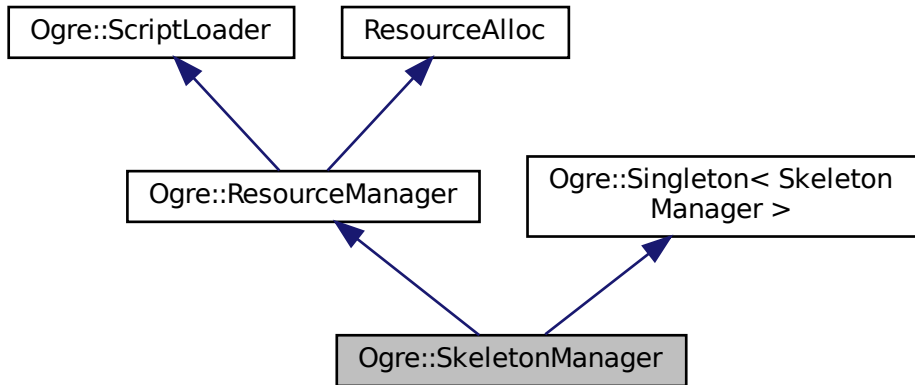 Ogre::ScriptLoader
ResourceAlloc
Ogre::ResourceManager
Ogre::Singleton< Skeleton
Manager >
Ogre::SkeletonManager